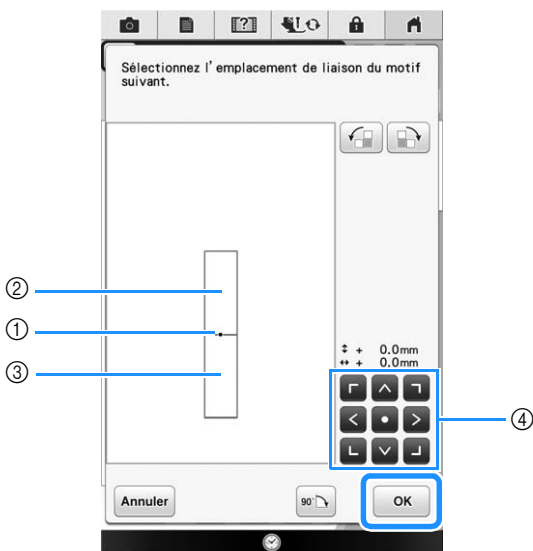 Sélectionnez l'emplacement de liaison du motif
suivant.
②
①
③
↕ + 0.0mm
↔ + 0.0mm
④
Annuler
90°
OK